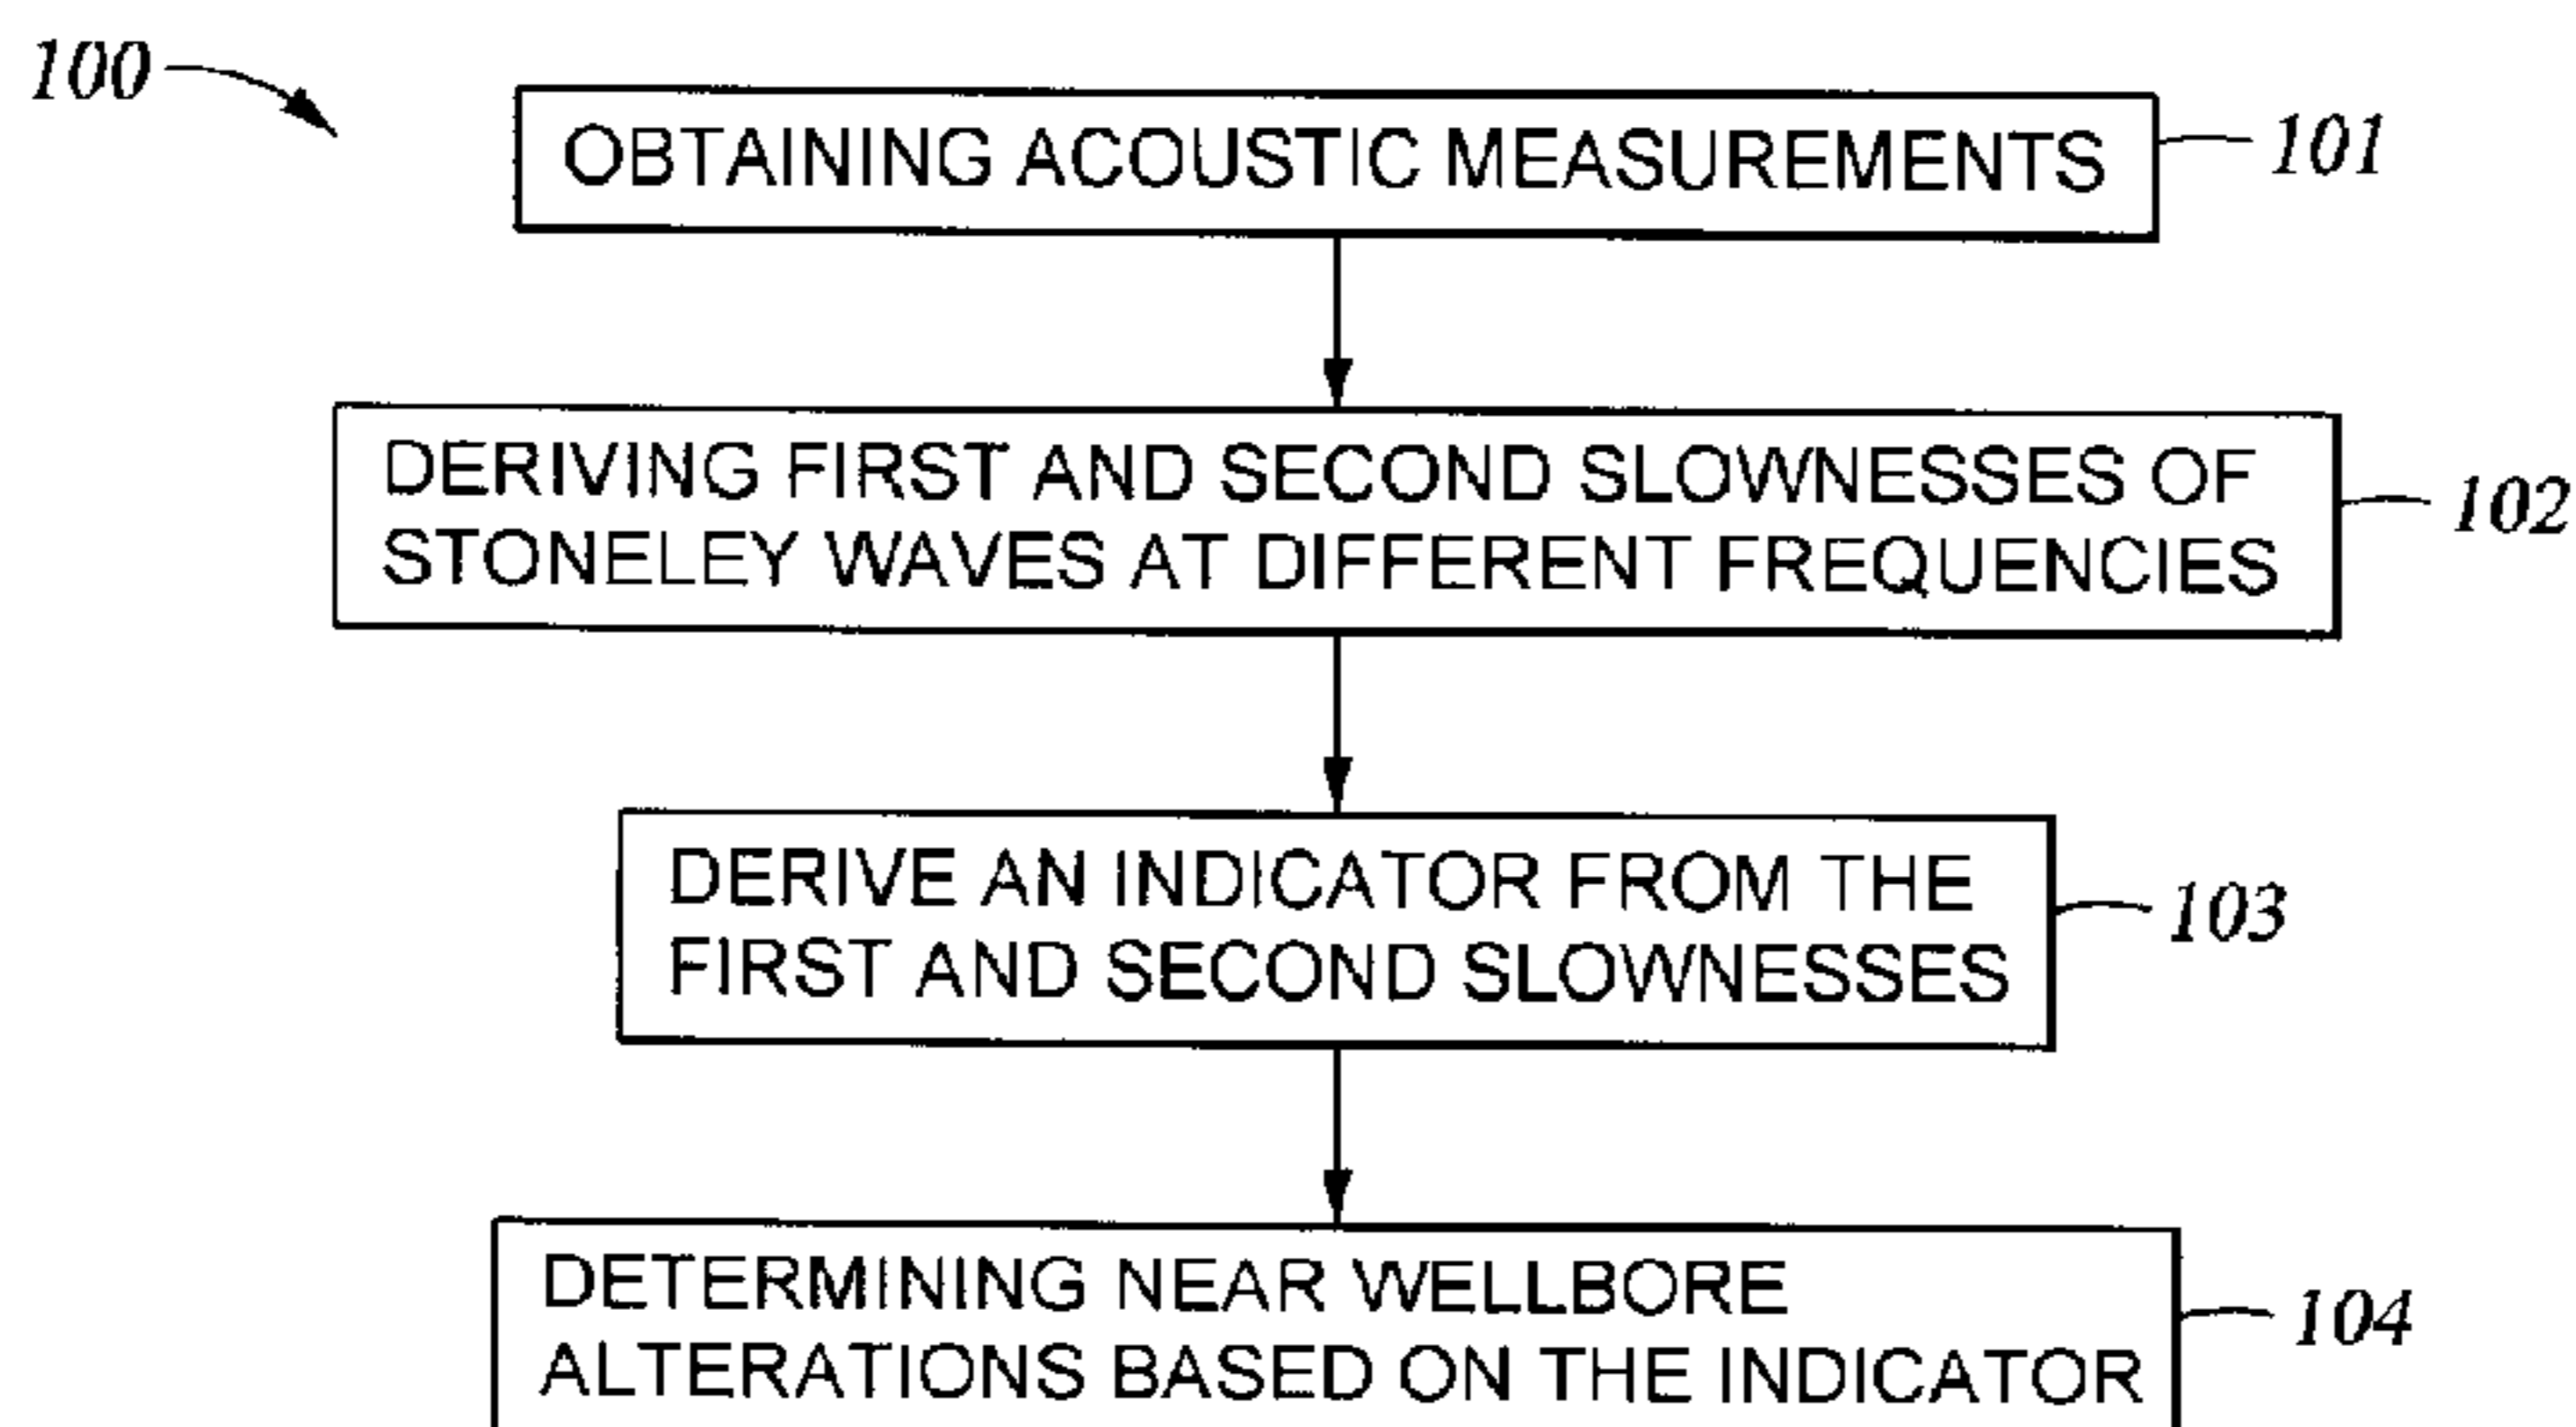 100
OBTAINING ACOUSTIC MEASUREMENTS
101
DERIVING FIRST AND SECOND SLOWNESSES OF
STONELEY WAVES AT DIFFERENT FREQUENCIES
102
DERIVE AN INDICATOR FROM THE
FIRST AND SECOND SLOWNESSES
103
DETERMINING NEAR WELLBORE
ALTERATIONS BASED ON THE INDICATOR
104